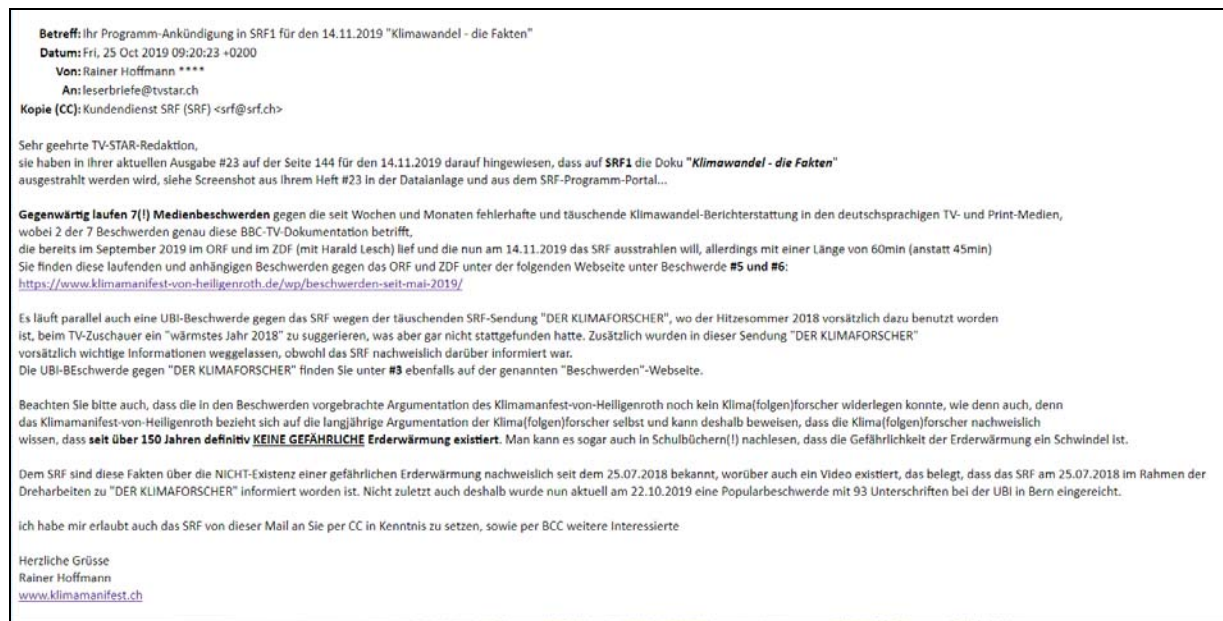 Betreff: Ihr Programm-Ankündigung in SRF1 für den 14.11.2019 "Klimawandel - die Fakten"
Datum: Fri, 25 Oct 2019 09:20:23 +0200
Von: Rainer Hoffmann ****
An: leserbriefe@tvstar.ch
Kopie (CC): Kundendienst SRF (SRF) <srf@srf.ch>
Sehr geehrte TV-STAR-Redaktion,
sie haben in Ihrer aktuellen Ausgabe #23 auf der Seite 144 für den 14.11.2019 darauf hingewiesen, dass auf SRF1 die Doku "Klimawandel - die Fakten"
ausgestrahlt werden wird, siehe Screenshot aus Ihrem Heft #23 in der Dataianlage und aus dem SRF-Programm-Portal...
Gegenwärtig laufen 7(!) Medienbeschwerden gegen die seit Wochen und Monaten fehlerhafte und täuschende Klimawandel-Berichterstattung in den deutschsprachigen TV- und Print-Medien,
wobei 2 der 7 Beschwerden genau diese BBC-TV-Dokumentation betrifft,
die bereits im September 2019 im ORF und im ZDF (mit Harald Lesch) lief und die nun am 14.11.2019 das SRF ausstrahlen will, allerdings mit einer Länge von 60min (anstatt 45min)
Sie finden diese laufenden und anhängigen Beschwerden gegen das ORF und ZDF unter der folgenden Webseite unter Beschwerde #5 und #6:
https://www.klimamanifest-von-heiligenroth.de/wp/beschwerden-seit-mai-2019/
Es läuft parallel auch eine UBI-Beschwerde gegen das SRF wegen der täuschenden SRF-Sendung "DER KLIMAFORSCHER", wo der Hitzesommer 2018 vorsätzlich dazu benutzt worden
ist, beim TV-Zuschauer ein "wärmstes Jahr 2018" zu suggerieren, was aber gar nicht stattgefunden hatte. Zusätzlich wurden in dieser Sendung "DER KLIMAFORSCHER"
vorsätzlich wichtige Informationen weggelassen, obwohl das SRF nachweislich darüber informiert war.
Die UBI-BEschwerde gegen "DER KLIMAFORSCHER" finden Sie unter #3 ebenfalls auf der genannten "Beschwerden"-Webseite.
Beachten Sie bitte auch, dass die in den Beschwerden vorgebrachte Argumentation des Klimamanfest-von-Heiligenroth noch kein Klima(folgen)forscher widerlegen konnte, wie denn auch, denn
das Klimamanifest-von-Heiligenroth bezieht sich auf die langjährige Argumentation der Klima(folgen)forscher selbst und kann deshalb beweisen, dass die Klima(folgen)forscher nachweislich
wissen, dass seit über 150 Jahren definitiv KEINE GEFÄHRLICHE Erderwärmung existiert. Man kann es sogar auch in Schulbüchern(!) nachlesen, dass die Gefährlichkeit der Erderwärmung ein Schwindel ist.
Dem SRF sind diese Fakten über die NICHT-Existenz einer gefährlichen Erderwärmung nachweislich seit dem 25.07.2018 bekannt, worüber auch ein Video existiert, das belegt, dass das SRF am 25.07.2018 im Rahmen der
Dreharbeiten zu "DER KLIMAFORSCHER" informiert worden ist. Nicht zuletzt auch deshalb wurde nun aktuell am 22.10.2019 eine Popularbeschwerde mit 93 Unterschriften bei der UBI in Bern eingereicht.
ich habe mir erlaubt auch das SRF von dieser Mail an Sie per CC in Kenntnis zu setzen, sowie per BCC weitere Interessierte
Herzliche Grüsse
Rainer Hoffmann
www.klimamanifest.ch